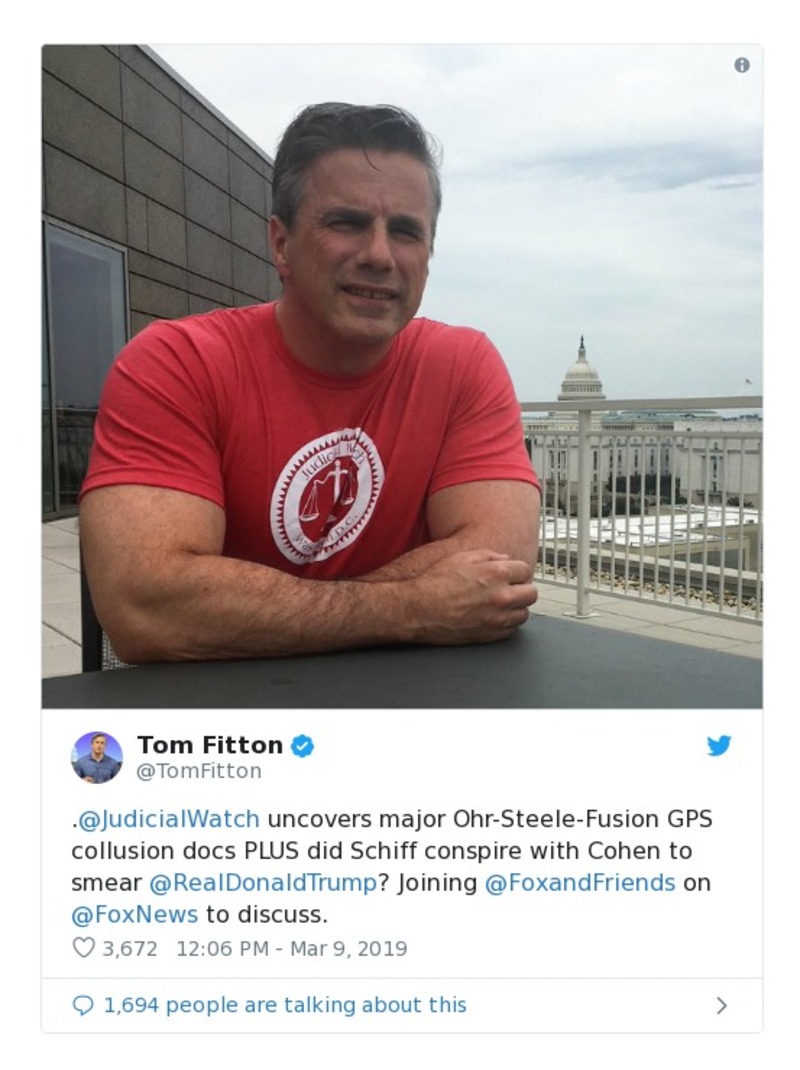 Judicial
Tom Fitton
@TomFitton
.@JudicialWatch uncovers major Ohr-Steele-Fusion GPS
collusion docs PLUS did Schiff conspire with Cohen to
smear @RealDonaldTrump? Joining @FoxandFriends on
@FoxNews to discuss.
3,672 12:06 PM - Mar 9, 2019
1,694 people are talking about this